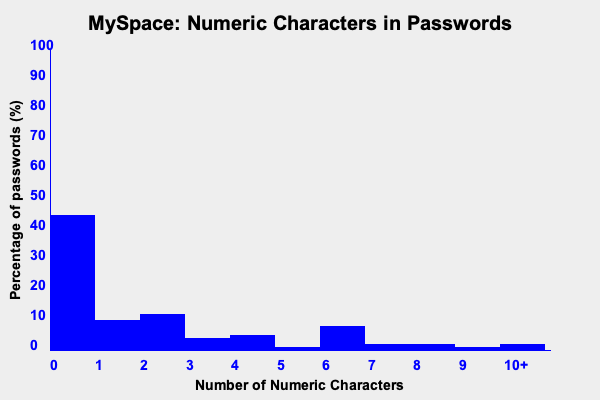 MySpace: Numeric Characters in Passwords
100
90
80
70
60
50
40
30
20
10
0
Percentage of passwords (%)
0 1 2 3 4 5 6 7 8 9 10+
Number of Numeric Characters